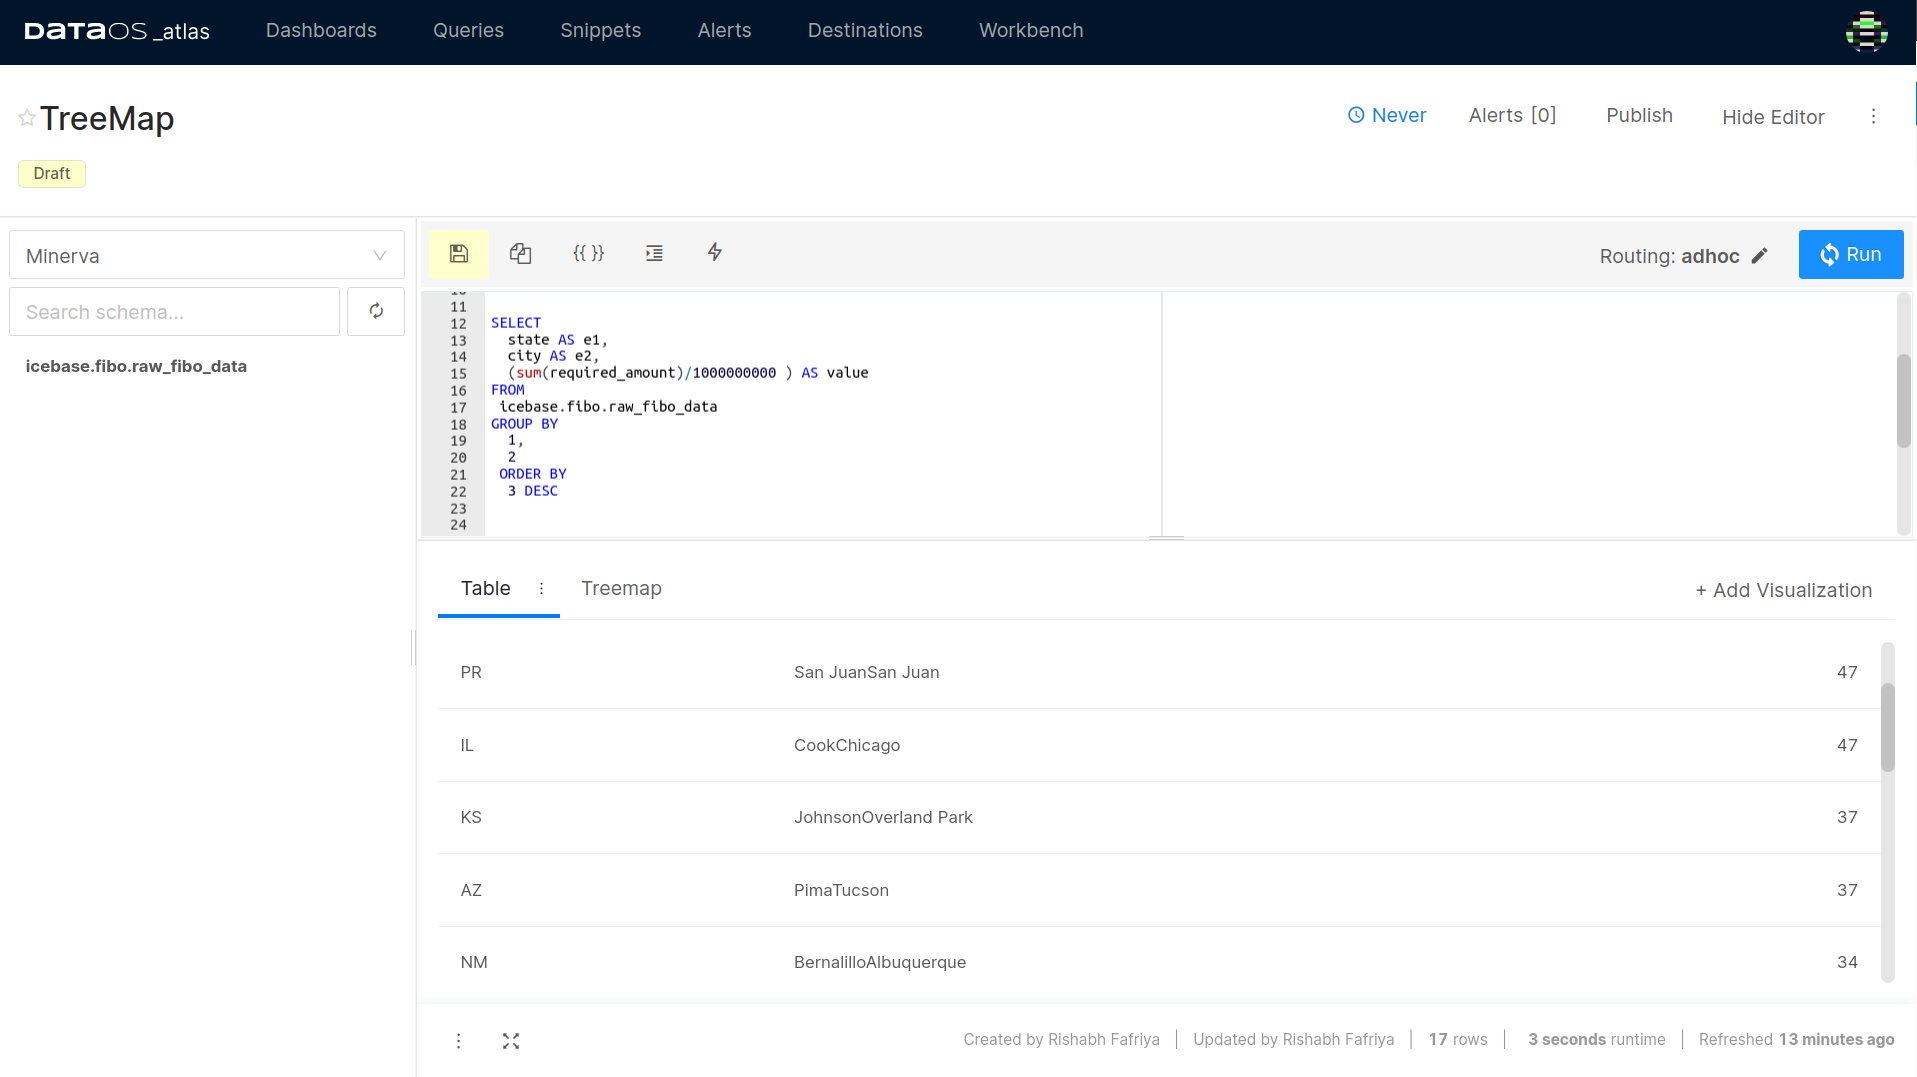 DATAOS _atlas Dashboards Queries Snippets Alerts Destinations Workbench
TreeMap
Never Alerts [0] Publish Hide Editor
Draft
Minerva
Search schema...
icebase.fibo.raw_fibo_data
{{ }} Routing: adhoc Run
11
12 SELECT
13 state AS e1,
14 city AS e2,
15 (sum(required_amount)/1000000000 ) AS value
16 FROM
17 icebase.fibo.raw_fibo_data
18 GROUP BY
19 1,
20 2
21 ORDER BY
22 3 DESC
23
24
Table Treemap + Add Visualization
PR San JuanSan Juan 47
IL CookChicago 47
KS JohnsonOverland Park 37
AZ PimaTucson 37
NM BernalilloAlbuquerque 34
Created by Rishabh Fafriya Updated by Rishabh Fafriya 17 rows 3 seconds runtime Refreshed 13 minutes ago